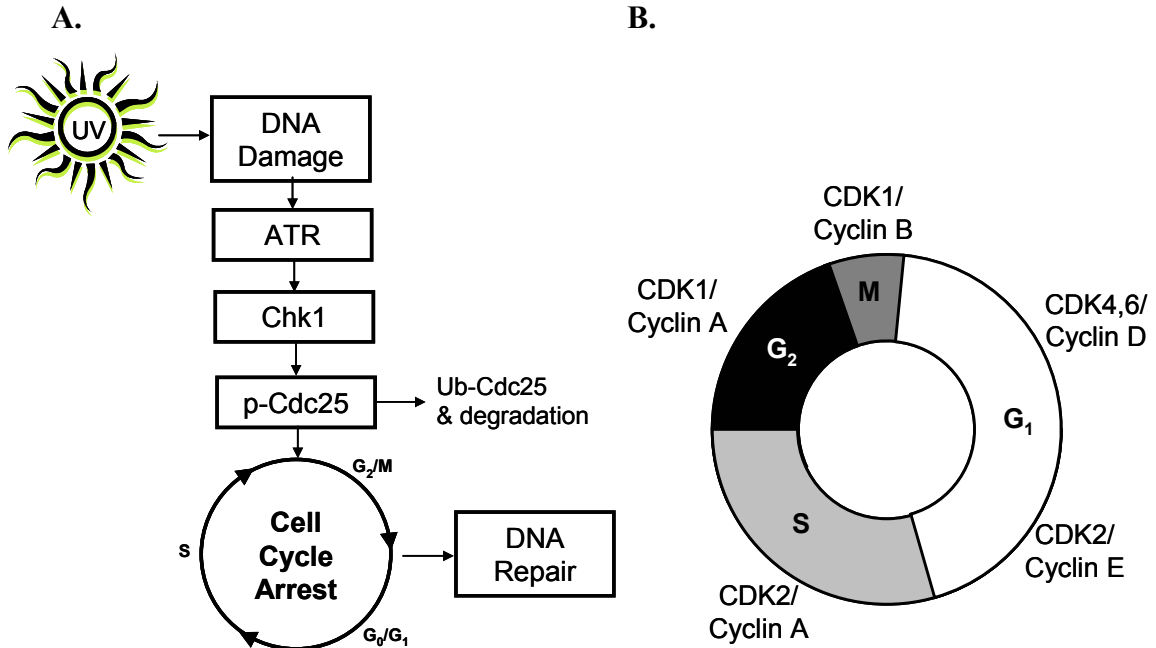 A.
UV
DNA
Damage
ATR
Chk1
p-Cdc25
Ub-Cdc25
& degradation
G₂/M
S
Cell
Cycle
Arrest
G₀/G₁
DNA
Repair
B.
CDK1/
Cyclin B
CDK1/
Cyclin A
M
CDK4,6/
Cyclin D
G₂
G₁
S
CDK2/
Cyclin E
CDK2/
Cyclin A